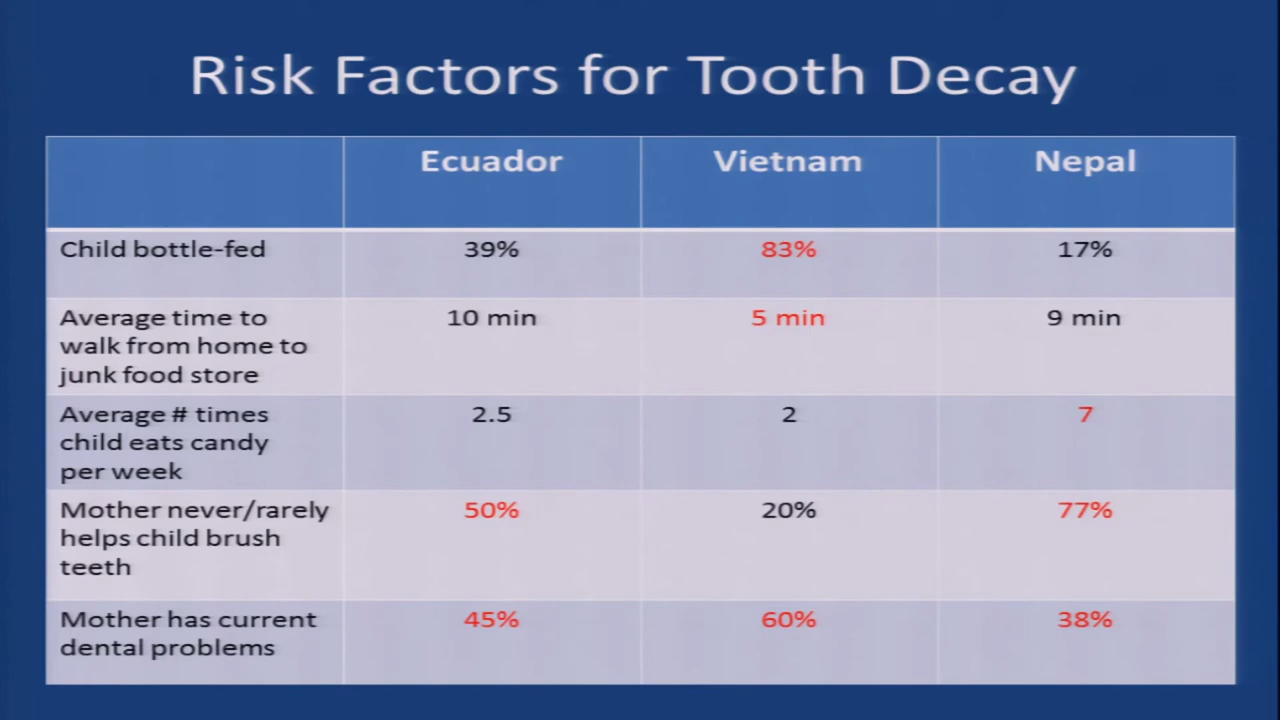 Risk Factors for Tooth Decay
Ecuador Vietnam Nepal
Child bottle-fed 39% 83% 17%
Average time to 10 min 5 min 9 min
walk from home to
junk food store
Average # times 2.5 2 7
child eats candy
per week
Mother never/rarely 50% 20% 77%
helps child brush
teeth
Mother has current 45% 60% 38%
dental problems